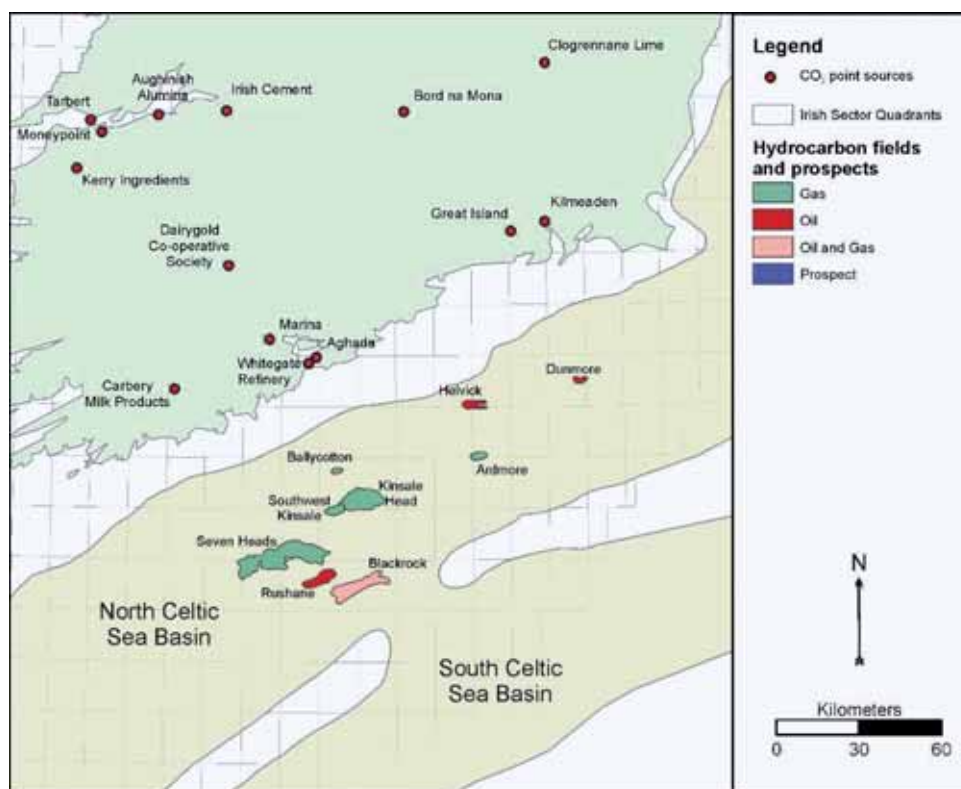 Clogrennane Lime
Aughinish
Alumina
Irish Cement
Bord na Mona
Tarbert
Moneypoint
Kerry Ingredients
Great Island
Kilmeaden
Dairygold
Co-operative
Society
Marina
Aghada
Whitegate
Refinery
Carbery
Milk Products
Dunmore
Helvick
Ballycotton
Ardmore
Kinsale
Head
Southwest
Kinsale
Seven Heads
Blackrock
Rushane
North Celtic
Sea Basin
South Celtic
Sea Basin
Legend
CO₂ point sources
Irish Sector Quadrants
Hydrocarbon fields
and prospects
Gas
Oil
Oil and Gas
Prospect
N
Kilometers
0 30 60